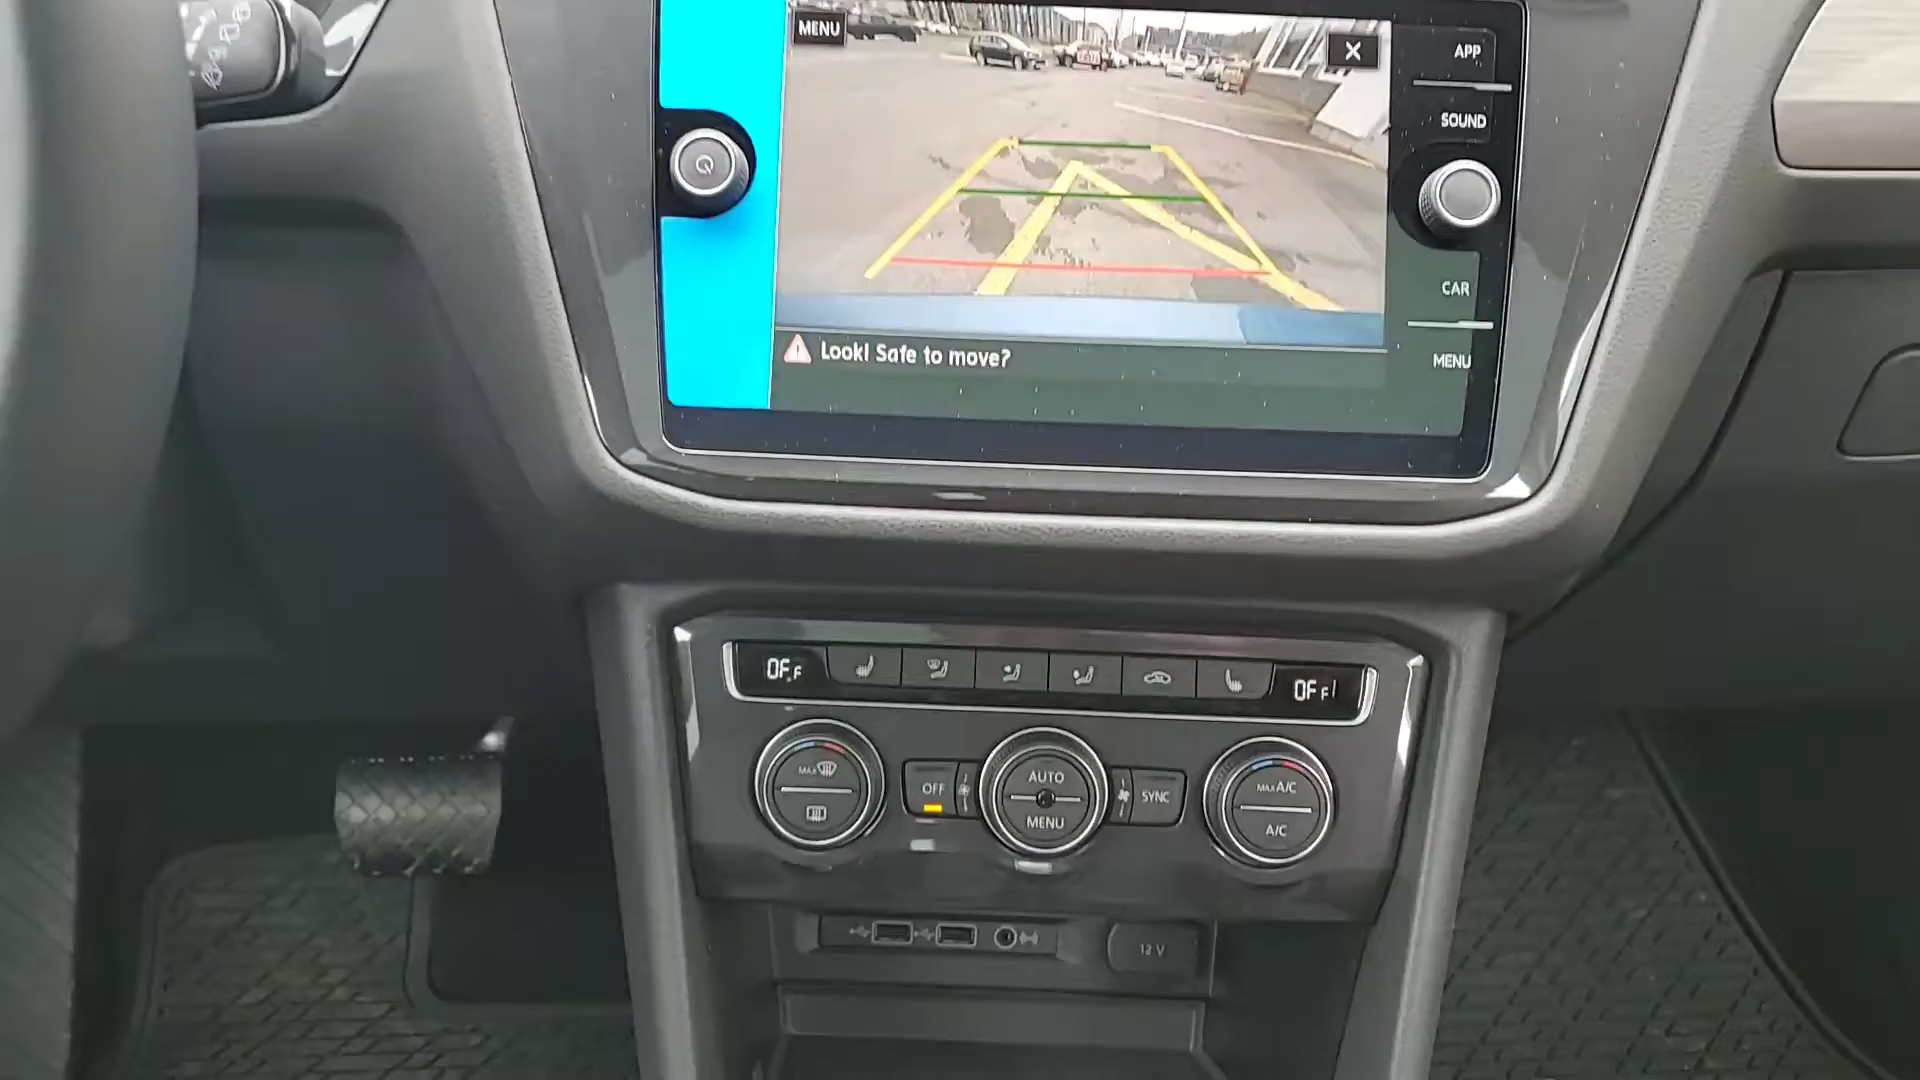 MENU
APP
SOUND
CAR
MENU
Look! Safe to move?
OFF
OFF
MAX
OFF
AUTO
MENU
SYNC
MAX A/C
A/C
12 V